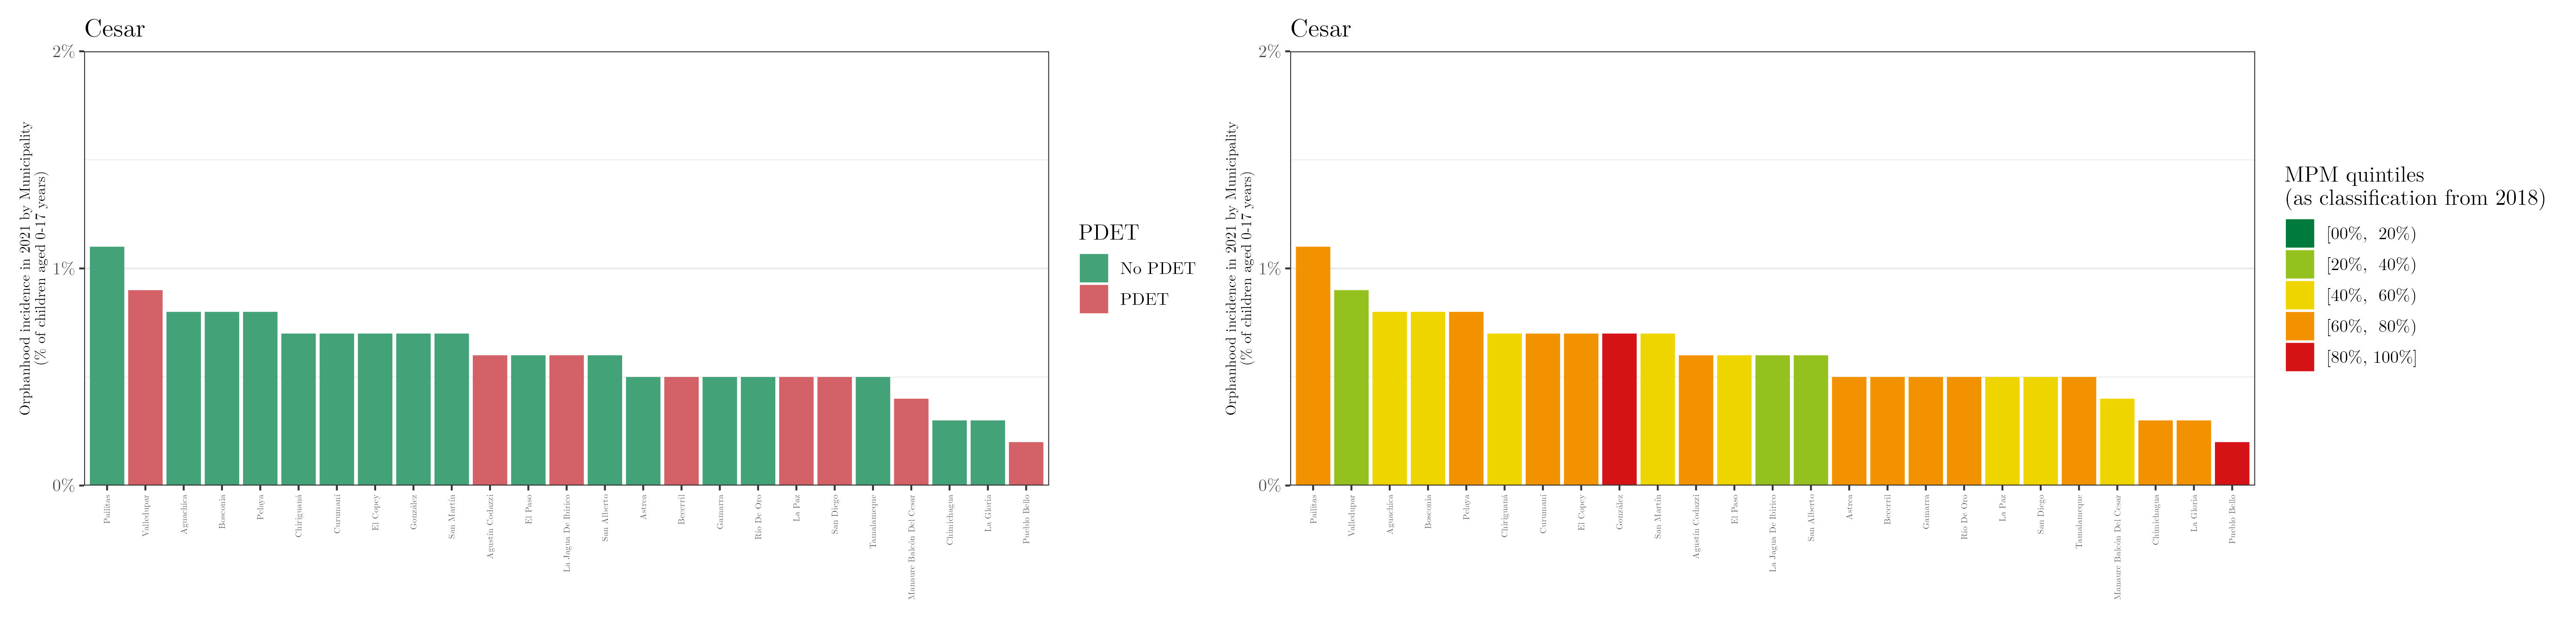 Cesar
Orphanhood incidence in 2021 by Municipality
(% of children aged 0-17 years)
2%
1%
0%
Pailitas
Valledupar
Aguachica
Bosconia
Pelaya
Chiriguaná
Curumaní
El Copey
González
San Martín
Agustín Codazzi
El Paso
La Jagua De Ibirico
San Alberto
Astrea
Becerril
Gamarra
Río De Oro
La Paz
San Diego
Tamalameque
Manaure Balcón Del Cesar
Chimichagua
La Gloria
Pueblo Bello
PDET
No PDET
PDET
Cesar
Orphanhood incidence in 2021 by Municipality
(% of children aged 0-17 years)
2%
1%
0%
Pailitas
Valledupar
Aguachica
Bosconia
Pelaya
Chiriguaná
Curumaní
El Copey
González
San Martín
Agustín Codazzi
El Paso
La Jagua De Ibirico
San Alberto
Astrea
Becerril
Gamarra
Río De Oro
La Paz
San Diego
Tamalameque
Manaure Balcón Del Cesar
Chimichagua
La Gloria
Pueblo Bello
MPM quintiles
(as classification from 2018)
[00%, 20%)
[20%, 40%)
[40%, 60%)
[60%, 80%)
[80%, 100%]